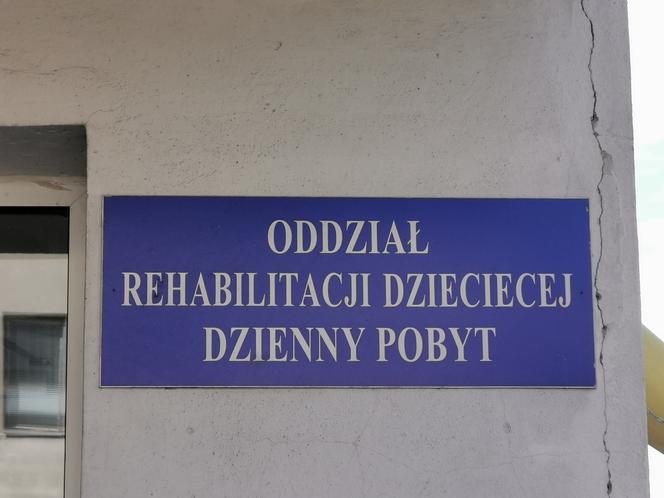 ODDZIAŁ
REHABILITACJI DZIECIECEJ
DZIENNY POBYT